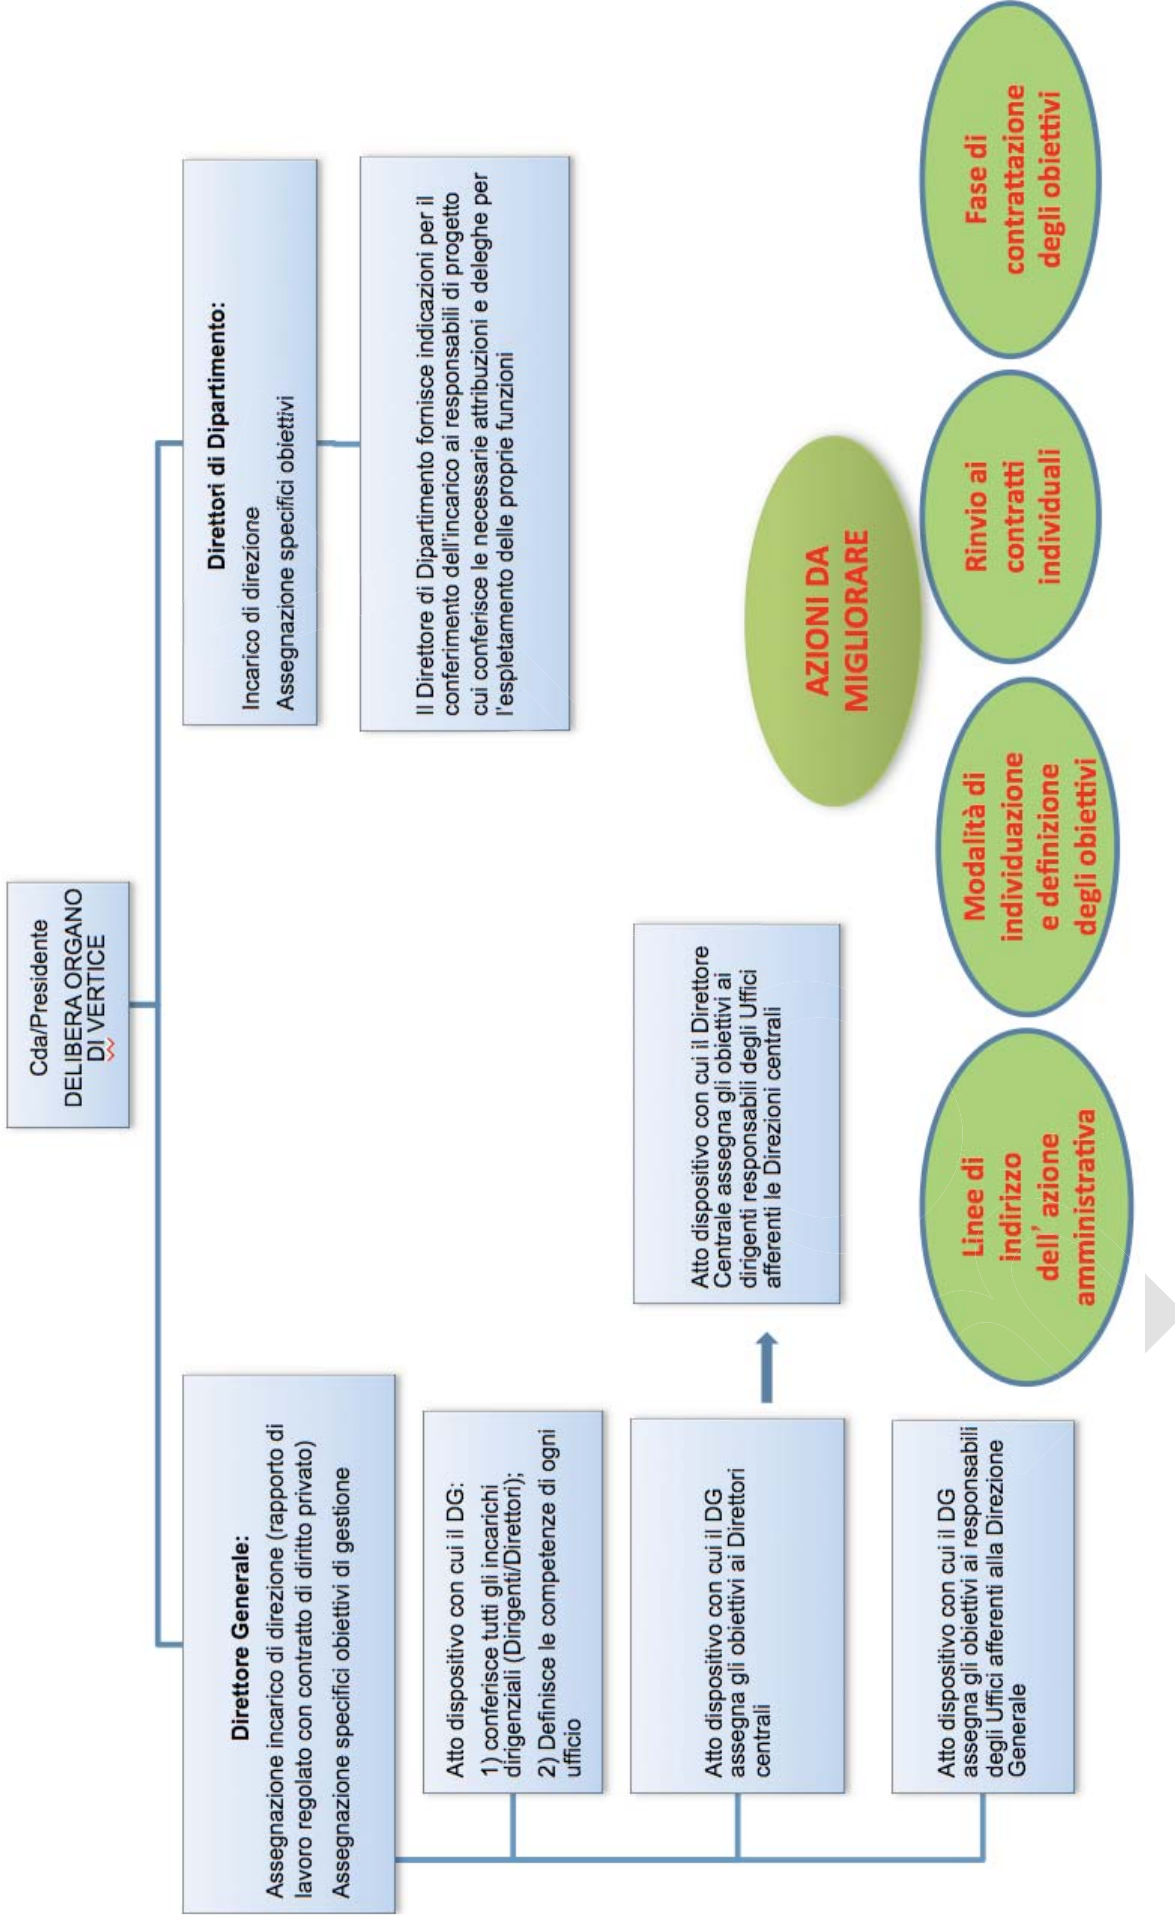 Cda/Presidente
DELIBERA ORGANO
DI VERTICE
Direttore Generale:
Assegnazione incarico di direzione (rapporto di
lavoro regolato con contratto di diritto privato)
Assegnazione specifici obiettivi di gestione
Direttori di Dipartimento:
Incarico di direzione
Assegnazione specifici obiettivi
Atto dispositivo con cui il DG:
1) conferisce tutti gli incarichi
dirigenziali (Dirigenti/Direttori);
2) Definisce le competenze di ogni
ufficio
Il Direttore di Dipartimento fornisce indicazioni per il
conferimento dell'incarico ai responsabili di progetto
cui conferisce le necessarie attribuzioni e deleghe per
l'espletamento delle proprie funzioni
Atto dispositivo con cui il DG
assegna gli obiettivi ai Direttori
centrali
Atto dispositivo con cui il Direttore
Centrale assegna gli obiettivi ai
dirigenti responsabili degli Uffici
afferenti le Direzioni centrali
Atto dispositivo con cui il DG
assegna gli obiettivi ai responsabili
degli Uffici afferenti alla Direzione
Generale
AZIONI DA
MIGLIORARE
Linee di
indirizzo
dell' azione
amministrativa
Modalità di
individuazione
e definizione
degli obiettivi
Rinvio ai
contratti
individuali
Fase di
contrattazione
degli obiettivi